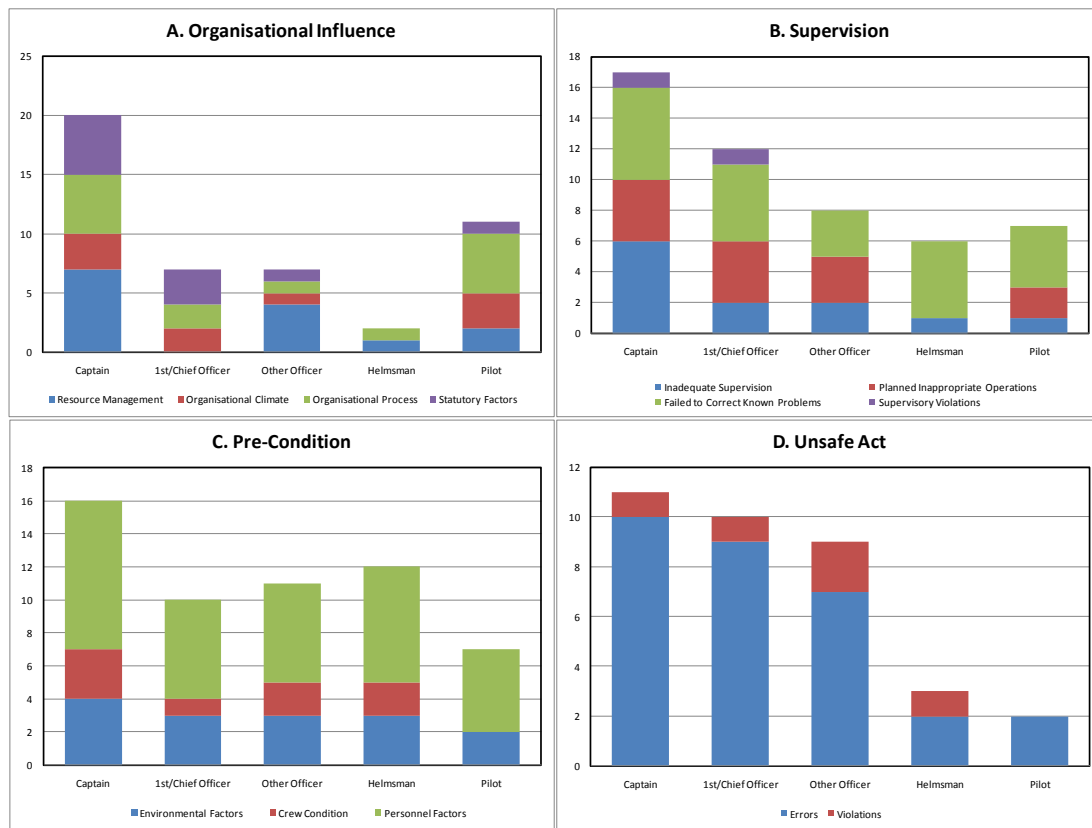 A. Organisational Influence
25
20
15
10
5
0
Captain 1st/Chief Officer Other Officer Helmsman Pilot
Resource Management Organisational Climate Organisational Process Statutory Factors
B. Supervision
18
16
14
12
10
8
6
4
2
0
Captain 1st/Chief Officer Other Officer Helmsman Pilot
Inadequate Supervision Planned Inappropriate Operations
Failed to Correct Known Problems Supervisory Violations
C. Pre-Condition
18
16
14
12
10
8
6
4
2
0
Captain 1st/Chief Officer Other Officer Helmsman Pilot
Environmental Factors Crew Condition Personnel Factors
D. Unsafe Act
12
10
8
6
4
2
0
Captain 1st/Chief Officer Other Officer Helmsman Pilot
Errors Violations